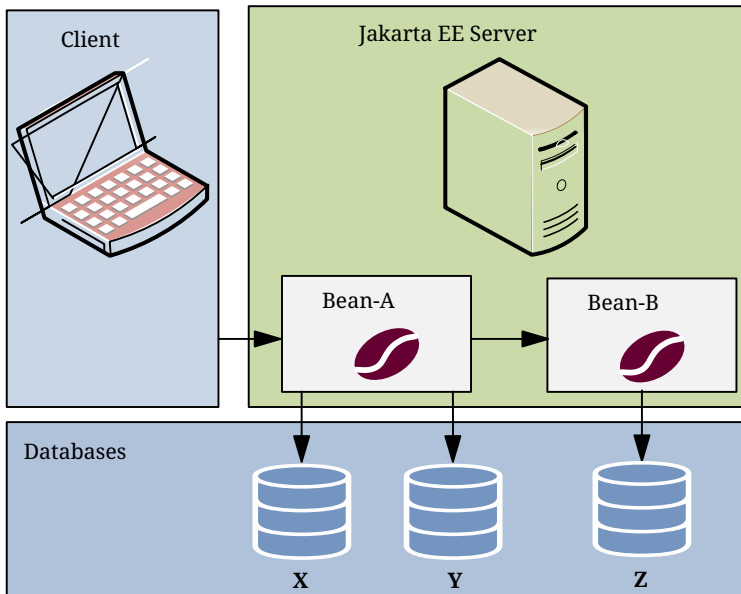 Client
Jakarta EE Server
Bean-A
Bean-B
Databases
X
Y
Z